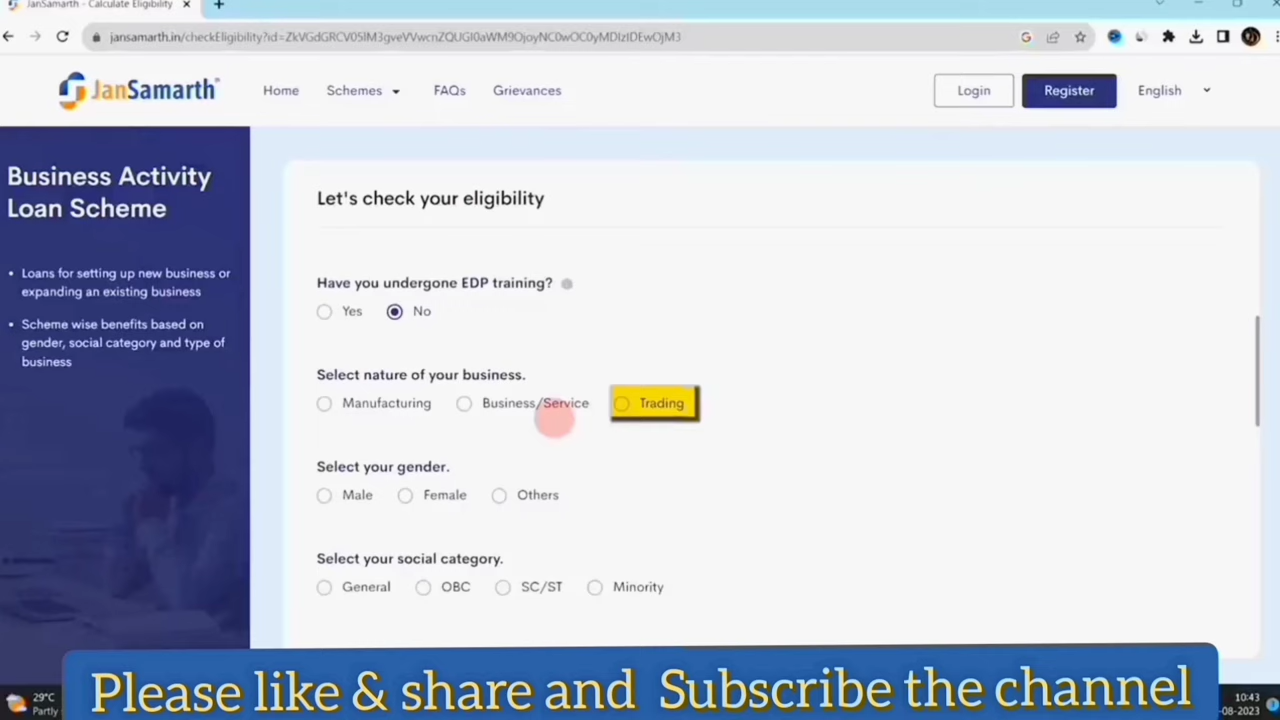 JanSamarth - Calculate Eligibility
jansamarth.in/checkEligibility?id=
JanSamarth
Home
Schemes
FAQs
Grievances
Login
Register
English
Business Activity
Loan Scheme
Loans for setting up new business or
expanding an existing business
Scheme wise benefits based on
gender, social category and type of
business
Let's check your eligibility
Have you undergone EDP training?
Yes No
Select nature of your business.
Manufacturing Business/Service Trading
Select your gender.
Male Female Others
Select your social category.
General OBC SC/ST Minority
Please like & share and Subscribe the channel
29°C
Partly
10:43
-08-2023